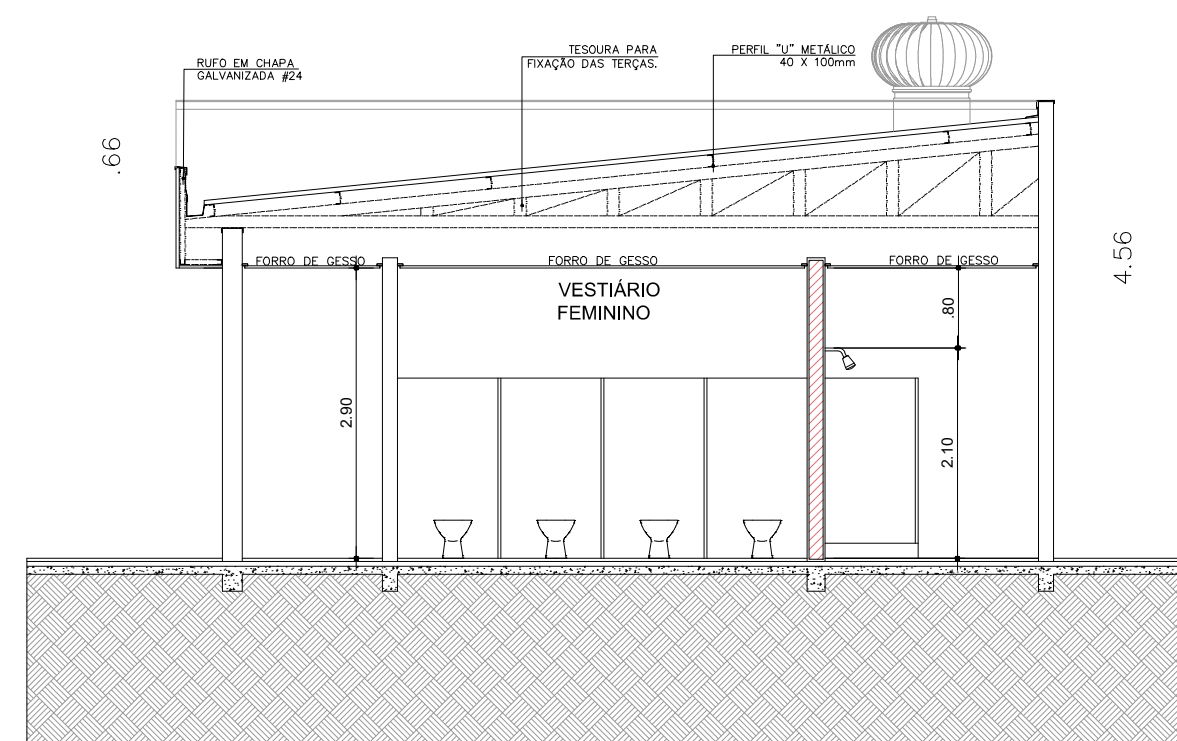 RUFO EM CHAPA
GALVANIZADA #24
TESOURA PARA
FIXAÇÃO DAS TERÇAS.
PERFIL "U" METÁLICO
40 X 100mm
.66
4.56
FORRO DE GESSO
FORRO DE GESSO
FORRO DE GESSO
VESTIÁRIO
FEMININO
.80
2.90
2.10